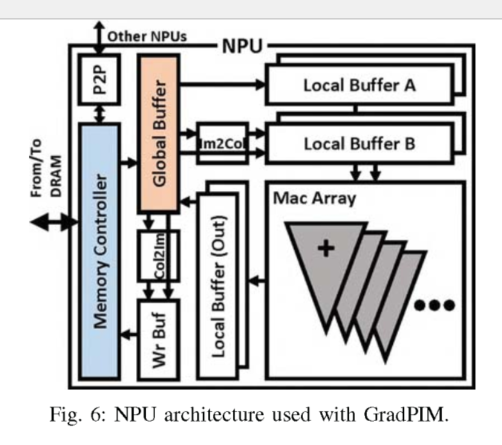 Other NPUs
NPU
P2P
Global Buffer
Local Buffer A
Im2Col
Local Buffer B
From/To
DRAM
Memory Controller
Mac Array
+
Col2Im
Local Buffer (Out)
Wr Buf
Fig. 6: NPU architecture used with GradPIM.